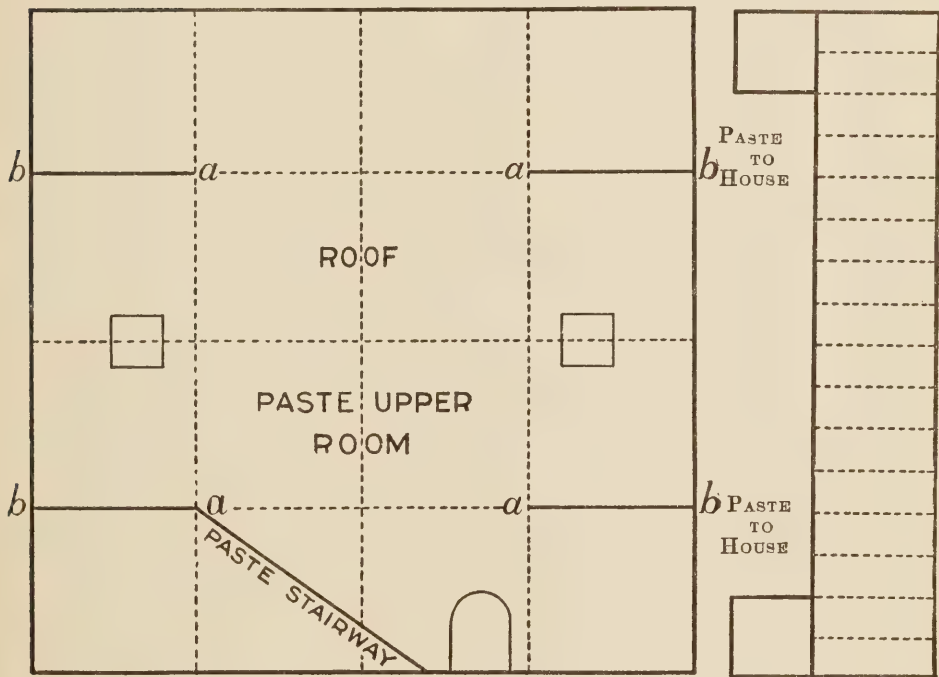 b a a b
PASTE
TO
HOUSE
ROOF
PASTE UPPER
ROOM
b a a b
PASTE
TO
HOUSE
PASTE STAIRWAY